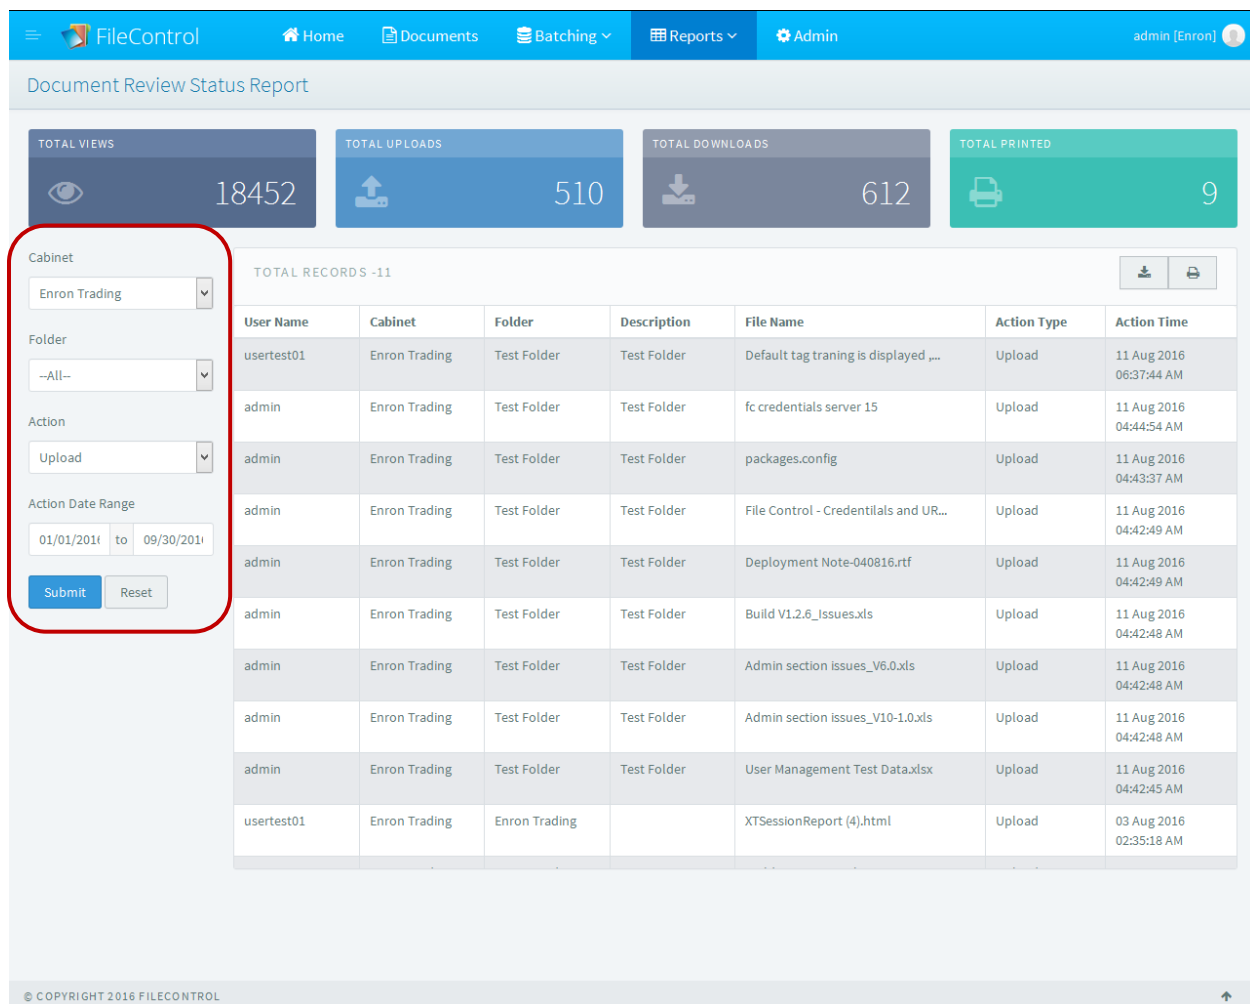 FileControl Home Documents Batching Reports Admin admin [Enron]
Document Review Status Report
TOTAL VIEWS
18452
TOTAL UPLOADS
510
TOTAL DOWNLOADS
612
TOTAL PRINTED
9
Cabinet
Enron Trading
Folder
--All--
Action
Upload
Action Date Range
01/01/201 to 09/30/201
Submit Reset
TOTAL RECORDS -11
User Name Cabinet Folder Description File Name Action Type Action Time
usertest01 Enron Trading Test Folder Test Folder Default tag traning is displayed ,... Upload 11 Aug 2016
06:37:44 AM
admin Enron Trading Test Folder Test Folder fc credentials server 15 Upload 11 Aug 2016
04:44:54 AM
admin Enron Trading Test Folder Test Folder packages.config Upload 11 Aug 2016
04:43:37 AM
admin Enron Trading Test Folder Test Folder File Control - Credentilals and UR... Upload 11 Aug 2016
04:42:49 AM
admin Enron Trading Test Folder Test Folder Deployment Note-040816.rtf Upload 11 Aug 2016
04:42:49 AM
admin Enron Trading Test Folder Test Folder Build V1.2.6_Issues.xls Upload 11 Aug 2016
04:42:48 AM
admin Enron Trading Test Folder Test Folder Admin section issues_V6.0.xls Upload 11 Aug 2016
04:42:48 AM
admin Enron Trading Test Folder Test Folder Admin section issues_V10-1.0.xls Upload 11 Aug 2016
04:42:48 AM
admin Enron Trading Test Folder Test Folder User Management Test Data.xlsx Upload 11 Aug 2016
04:42:45 AM
usertest01 Enron Trading Enron Trading XTSessionReport (4).html Upload 03 Aug 2016
02:35:18 AM
© COPYRIGHT 2016 FILECONTROL